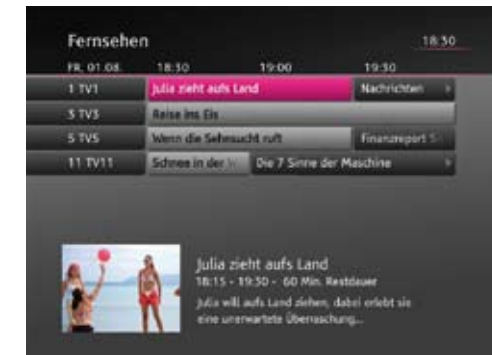 Fernsehen 18:30
FR, 01.08. 18:30 19:00 19:30
1 TV1 Julia zieht aufs Land Nachrichten
3 TV3 Reise ins Eis
5 TV5 Wenn die Sehnsucht ruft Finanzreport
11 TV11 Schnee in der Die 7 Sinne der Maschine
Julia zieht aufs Land
18:15 - 19:30 - 60 Min. Restdauer
Julia will aufs Land ziehen, dabei erlebt sie
eine unerwartete Überraschung...